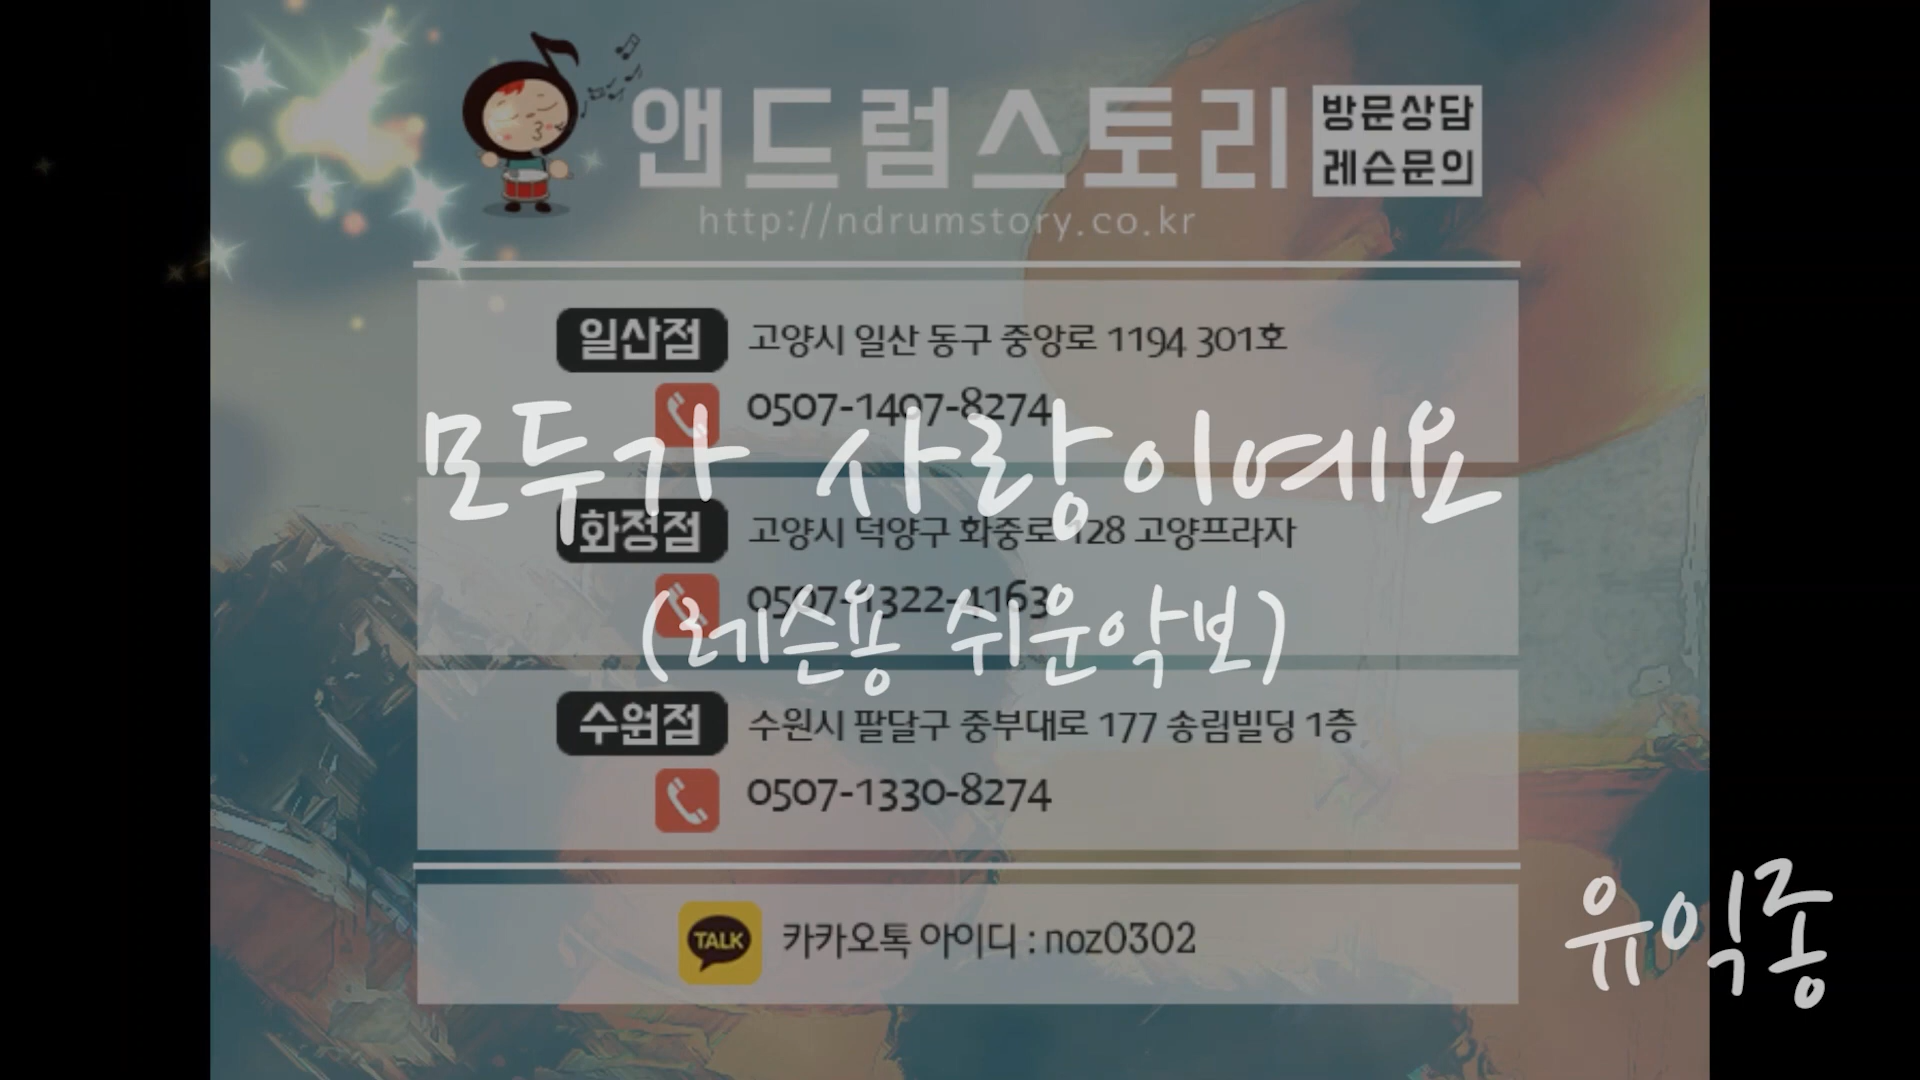 앤드럼스토리
방문상담
레슨문의
http://ndrumstory.co.kr
일산점 고양시 일산 동구 중앙로 1194 301호
0507-1407-8274
모두가 사랑이예요
화정점 고양시 덕양구 화중로 128 고양프라자
0507-1322-4163
(레슨용 쉬운악보)
수원점 수원시 팔달구 중부대로 177 송림빌딩 1층
0507-1330-8274
유익종
TALK 카카오톡 아이디 : noz0302